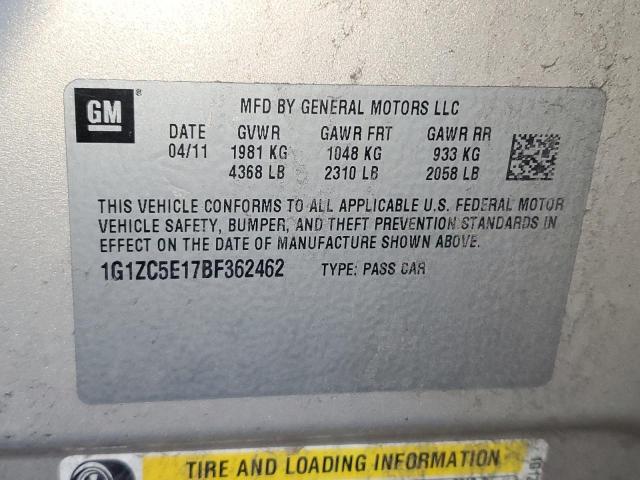 GM ® MFD BY GENERAL MOTORS LLC
DATE GVWR GAWR FRT GAWR RR
04/11 1981 KG 1048 KG 933 KG
4368 LB 2310 LB 2058 LB
THIS VEHICLE CONFORMS TO ALL APPLICABLE U.S. FEDERAL MOTOR
VEHICLE SAFETY, BUMPER, AND THEFT PREVENTION STANDARDS IN
EFFECT ON THE DATE OF MANUFACTURE SHOWN ABOVE.
1G1ZC5E17BF362462 TYPE: PASS CAR
TIRE AND LOADING INFORMATION